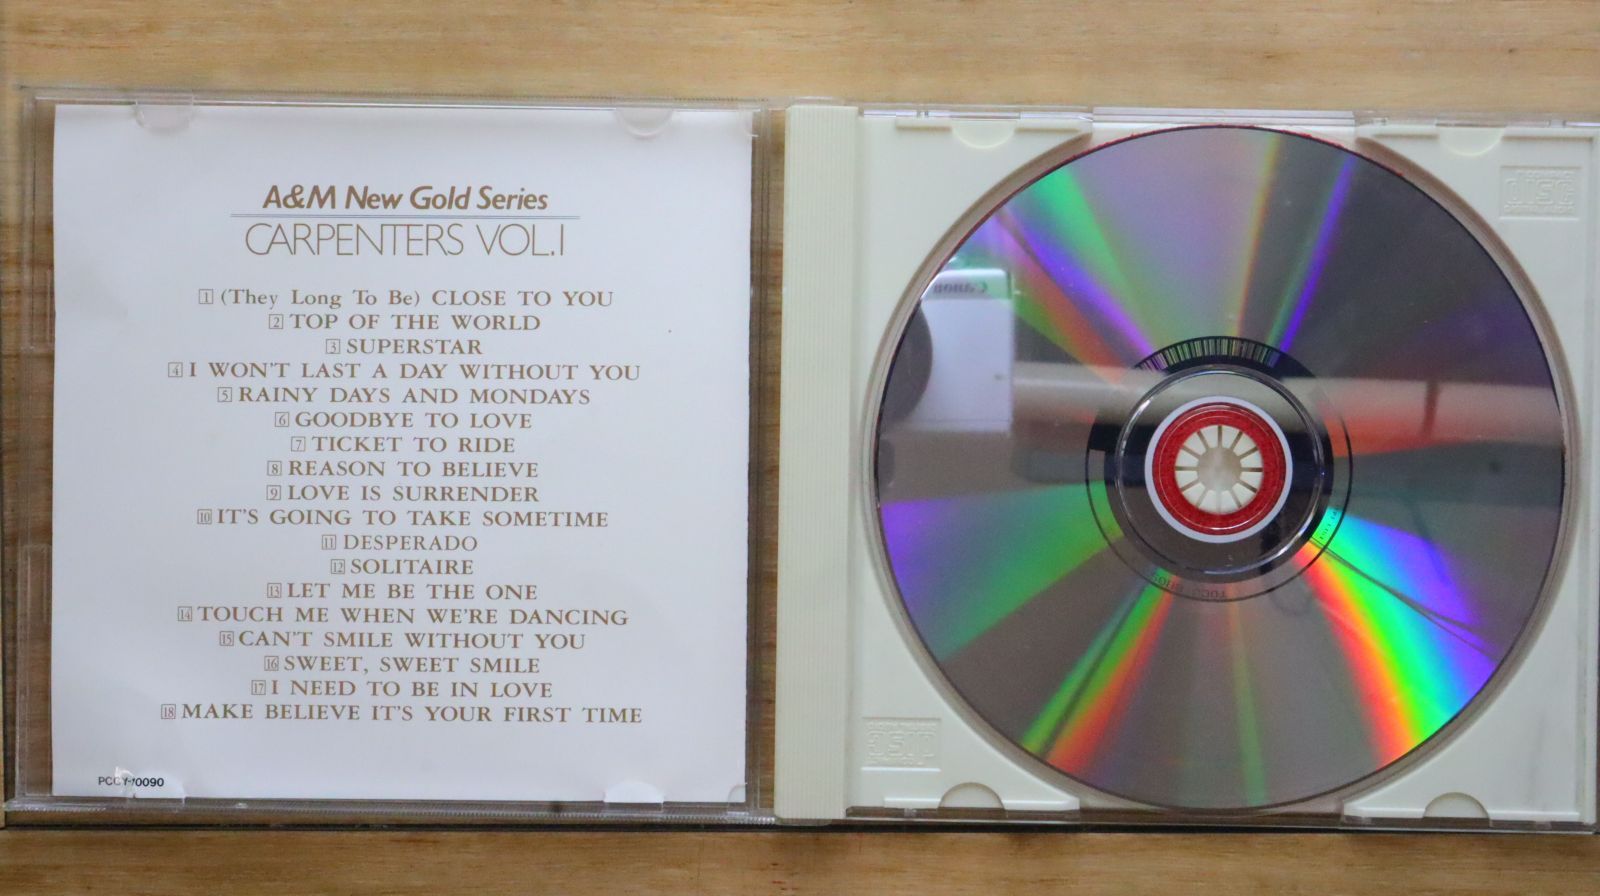 A&M New Gold Series
CARPENTERS VOL.1
1 (They Long To Be) CLOSE TO YOU
2 TOP OF THE WORLD
3 SUPERSTAR
4 I WON'T LAST A DAY WITHOUT YOU
5 RAINY DAYS AND MONDAYS
6 GOODBYE TO LOVE
7 TICKET TO RIDE
8 REASON TO BELIEVE
9 LOVE IS SURRENDER
10 IT'S GOING TO TAKE SOMETIME
11 DESPERADO
12 SOLITAIRE
13 LET ME BE THE ONE
14 TOUCH ME WHEN WE'RE DANCING
15 CAN'T SMILE WITHOUT YOU
16 SWEET, SWEET SMILE
17 I NEED TO BE IN LOVE
18 MAKE BELIEVE IT'S YOUR FIRST TIME
PCCY-10090
disc
Canon